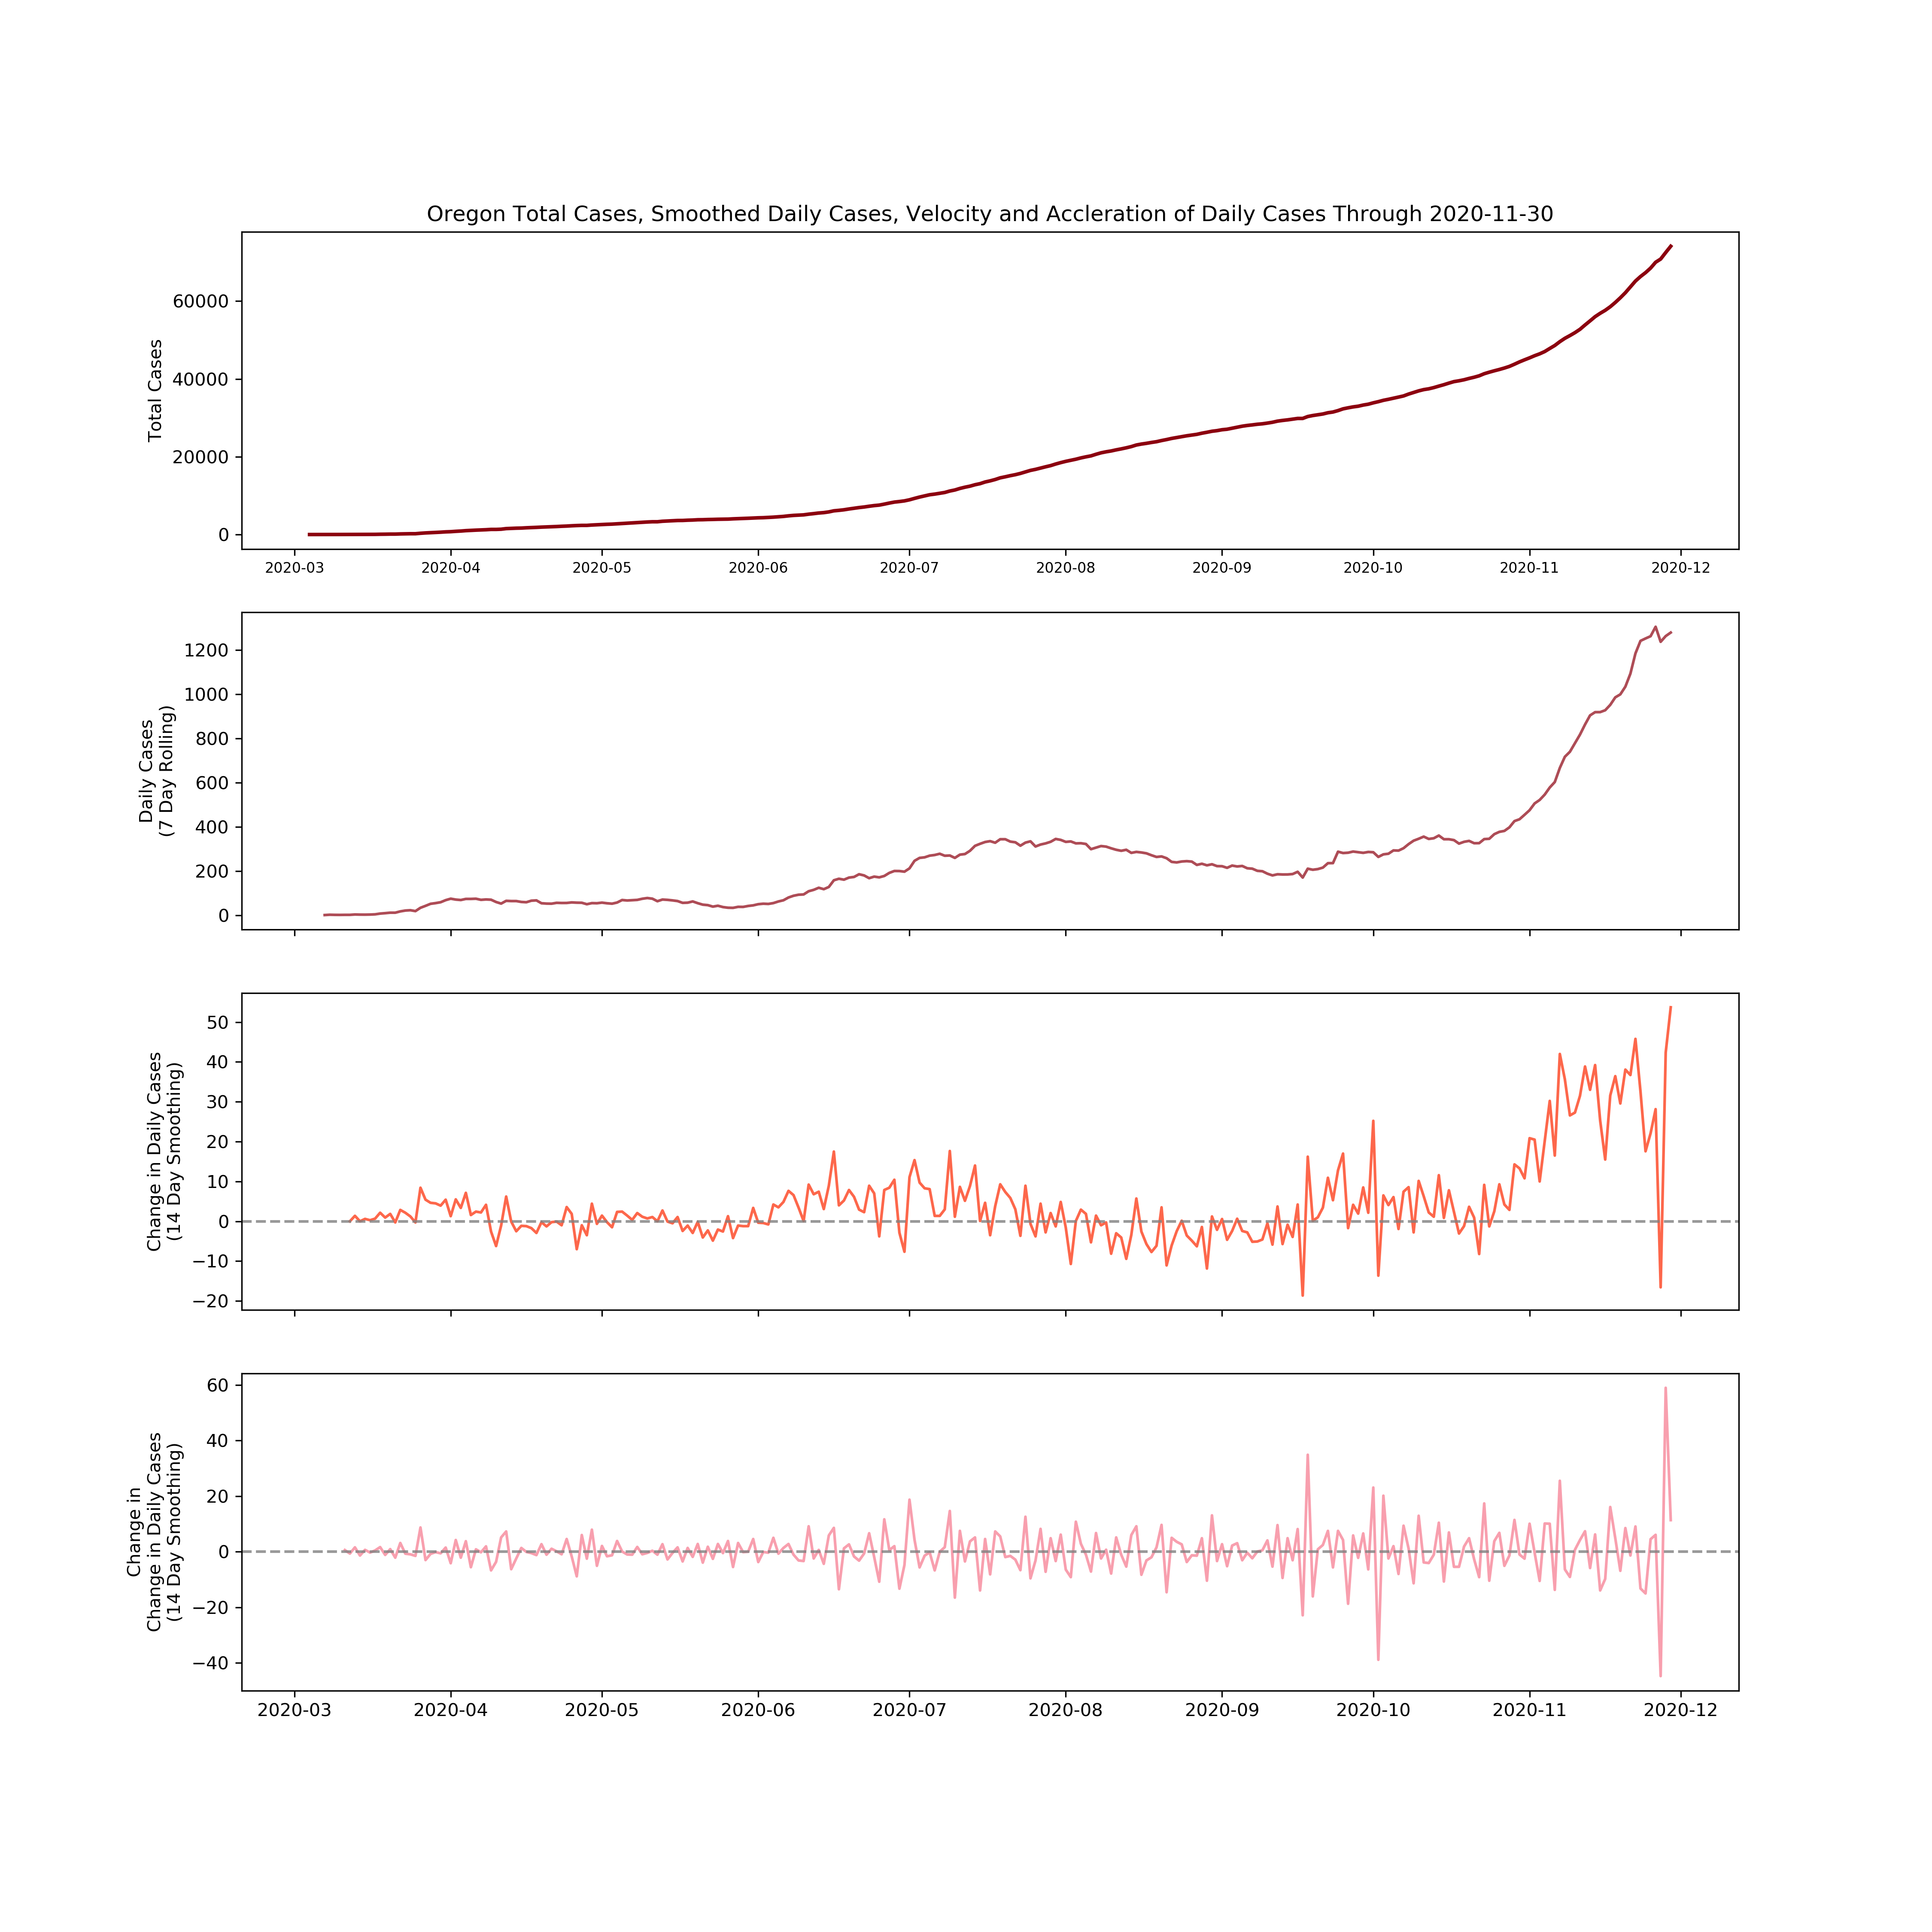 Oregon Total Cases, Smoothed Daily Cases, Velocity and Accleration of Daily Cases Through 2020-11-30
Total Cases
60000
40000
20000
0
2020-03 2020-04 2020-05 2020-06 2020-07 2020-08 2020-09 2020-10 2020-11 2020-12
Daily Cases
(7 Day Rolling)
1200
1000
800
600
400
200
0
Change in Daily Cases
(14 Day Smoothing)
50
40
30
20
10
0
−10
−20
Change in
Change in Daily Cases
(14 Day Smoothing)
60
40
20
0
−20
−40
2020-03 2020-04 2020-05 2020-06 2020-07 2020-08 2020-09 2020-10 2020-11 2020-12